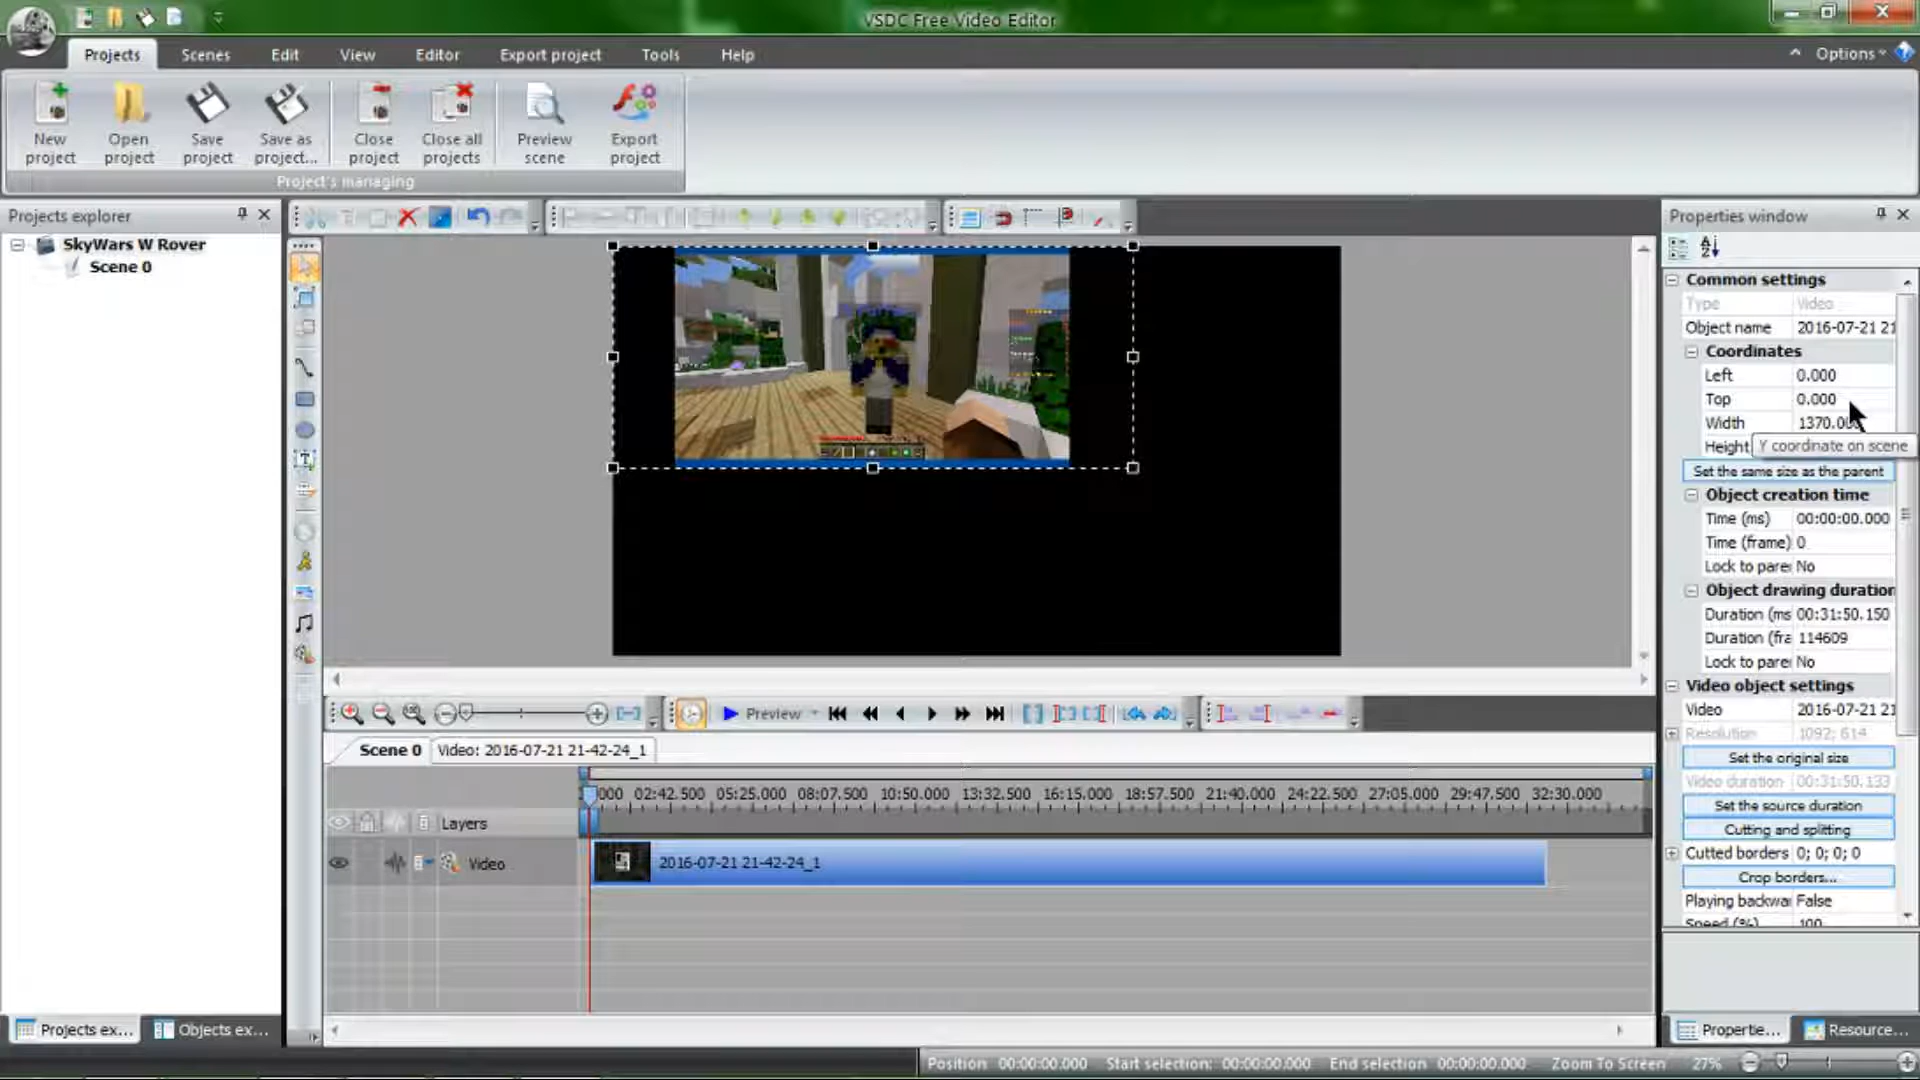 VSDC Free Video Editor
Projects Scenes Edit View Editor Export project Tools Help Options
New project
Open project
Save project
Save as project...
Close project
Close all projects
Preview scene
Export project
Project's managing
Projects explorer
SkyWars W Rover
Scene 0
Projects ex...
Objects ex...
Preview
Scene 0
Video: 2016-07-21 21-42-24_1
000 02:42.500 05:25.000 08:07.500 10:50.000 13:32.500 16:15.000 18:57.500 21:40.000 24:22.500 27:05.000 29:47.500 32:30.000
Layers
Video
2016-07-21 21-42-24_1
Properties window
Common settings
Type Video
Object name 2016-07-21 21
Coordinates
Left 0.000
Top 0.000
Width 1370.0
Height
Y coordinate on scene
Set the same size as the parent
Object creation time
Time (ms) 00:00:00.000
Time (frame) 0
Lock to pare No
Object drawing duration
Duration (ms 00:31:50.150
Duration (fra 114609
Lock to pare No
Video object settings
Video 2016-07-21 21
Resolution 1092; 614
Set the original size
Video duration 00:31:50.133
Set the source duration
Cutting and splitting
Cutted borders 0; 0; 0; 0
Crop borders...
Playing backwa False
Speed (%) 100
Propertie...
Resource...
Position 00:00:00.000 Start selection: 00:00:00.000 End selection 00:00:00.000 Zoom To Screen 27%